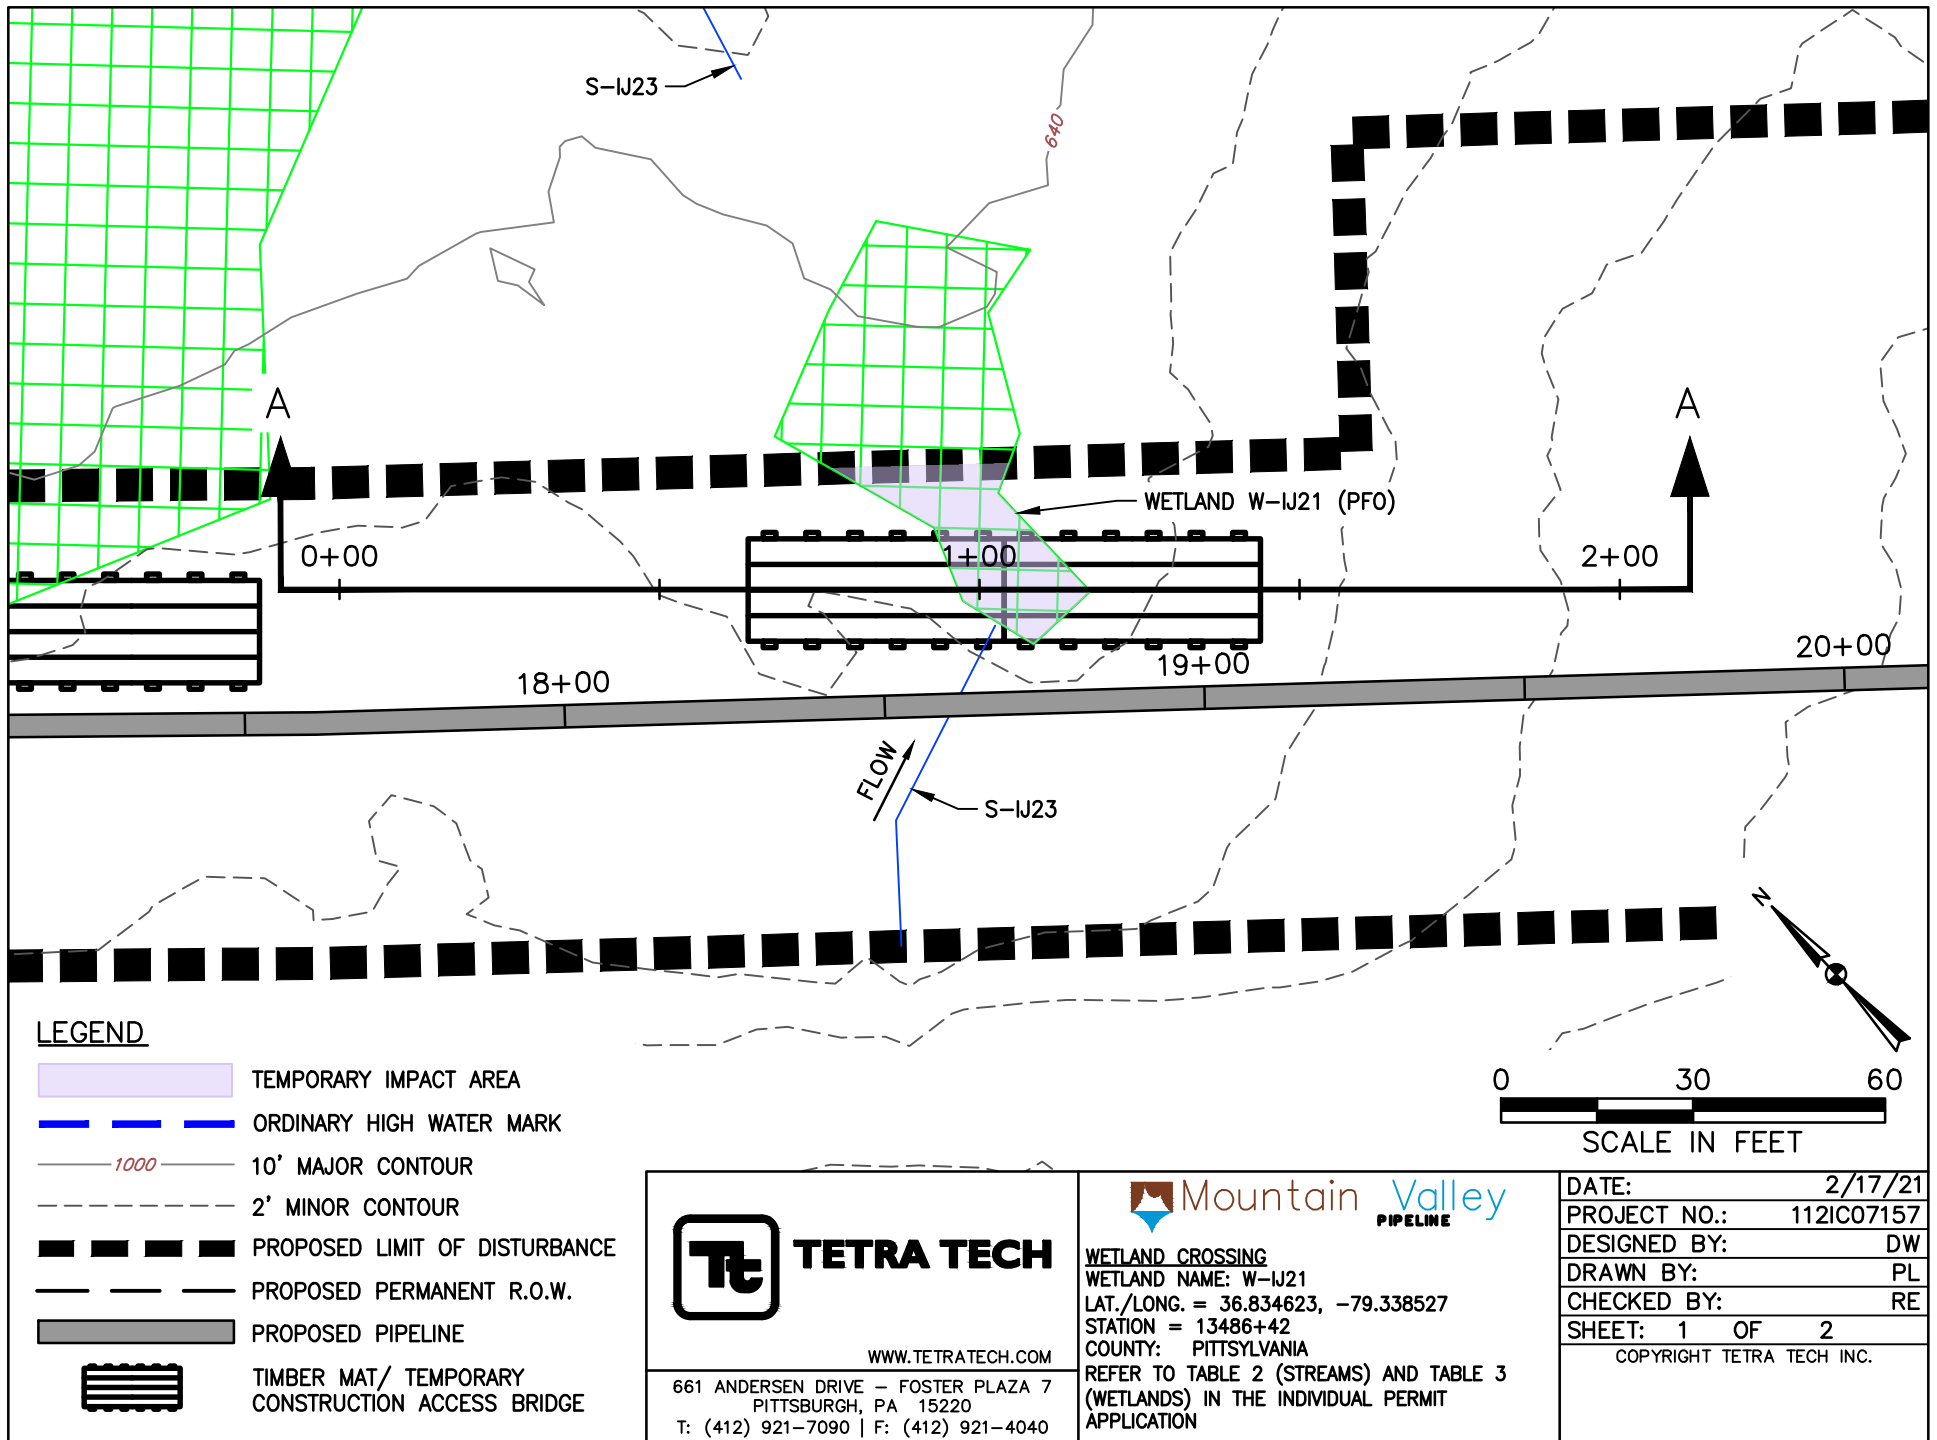 S-IJ23
640
A
A
WETLAND W-IJ21 (PFO)
0+00
1+00
2+00
18+00
19+00
20+00
FLOW
S-IJ23
N
LEGEND
TEMPORARY IMPACT AREA
ORDINARY HIGH WATER MARK
1000
10' MAJOR CONTOUR
2' MINOR CONTOUR
PROPOSED LIMIT OF DISTURBANCE
PROPOSED PERMANENT R.O.W.
PROPOSED PIPELINE
TIMBER MAT/ TEMPORARY
CONSTRUCTION ACCESS BRIDGE
0 30 60
SCALE IN FEET
Tt TETRA TECH
WWW.TETRATECH.COM
661 ANDERSEN DRIVE – FOSTER PLAZA 7
PITTSBURGH, PA 15220
T: (412) 921-7090 | F: (412) 921-4040
Mountain Valley
PIPELINE
WETLAND CROSSING
WETLAND NAME: W-IJ21
LAT./LONG. = 36.834623, -79.338527
STATION = 13486+42
COUNTY: PITTSYLVANIA
REFER TO TABLE 2 (STREAMS) AND TABLE 3
(WETLANDS) IN THE INDIVIDUAL PERMIT
APPLICATION
DATE: 2/17/21
PROJECT NO.: 112IC07157
DESIGNED BY: DW
DRAWN BY: PL
CHECKED BY: RE
SHEET: 1 OF 2
COPYRIGHT TETRA TECH INC.